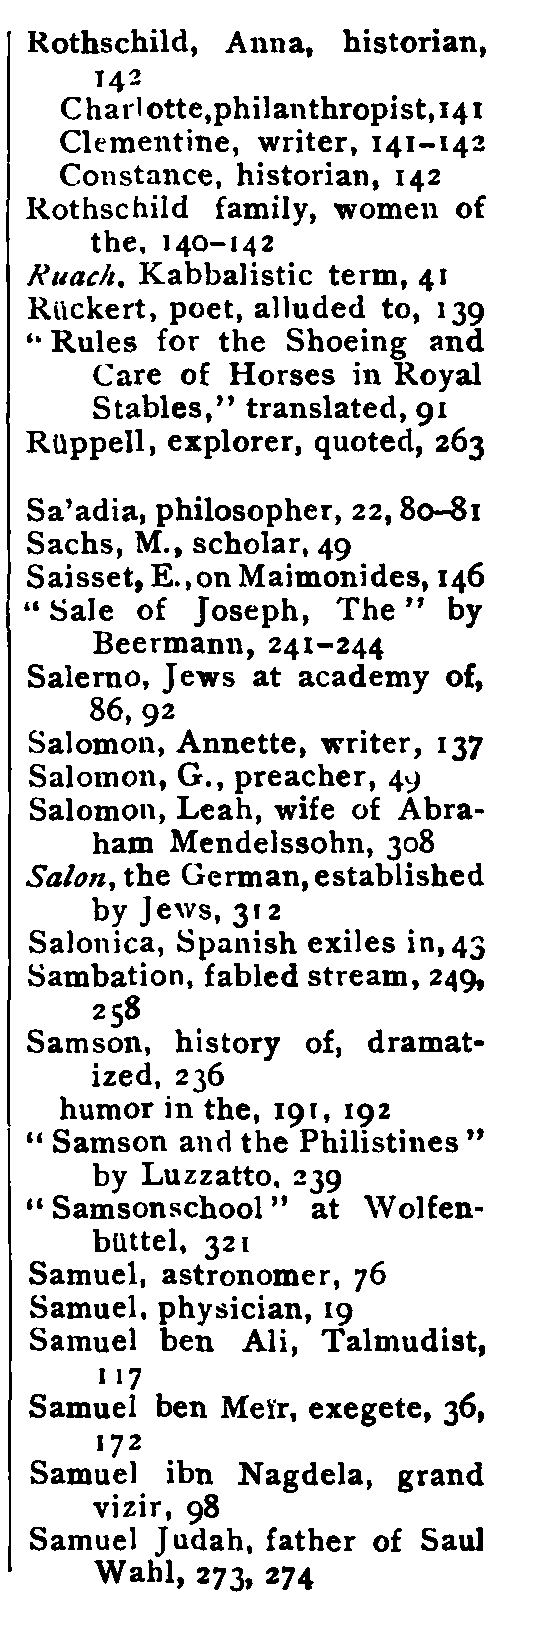 Rothschild, Anna, historian,
142
Charlotte, philanthropist, 141
Clementine, writer, 141–142
Constance, historian, 142
Rothschild family, women of
the, 140–142
Ruach, Kabbalistic term, 41
Rückert, poet, alluded to, 139
“Rules for the Shoeing and
Care of Horses in Royal
Stables,” translated, 91
Rüppell, explorer, quoted, 263
Sa’adia, philosopher, 22, 80–81
Sachs, M., scholar, 49
Saisset, E., on Maimonides, 146
“Sale of Joseph, The” by
Beermann, 241–244
Salerno, Jews at academy of,
86, 92
Salomon, Annette, writer, 137
Salomon, G., preacher, 49
Salomon, Leah, wife of Abra-
ham Mendelssohn, 308
Salon, the German, established
by Jews, 312
Salonica, Spanish exiles in, 43
Sambation, fabled stream, 249,
258
Samson, history of, dramat-
ized, 236
humor in the, 191, 192
“Samson and the Philistines”
by Luzzatto, 239
“Samsonschool” at Wolfen-
büttel, 321
Samuel, astronomer, 76
Samuel, physician, 19
Samuel ben Ali, Talmudist,
117
Samuel ben Meïr, exegete, 36,
172
Samuel ibn Nagdela, grand
vizir, 98
Samuel Judah, father of Saul
Wahl, 273, 274